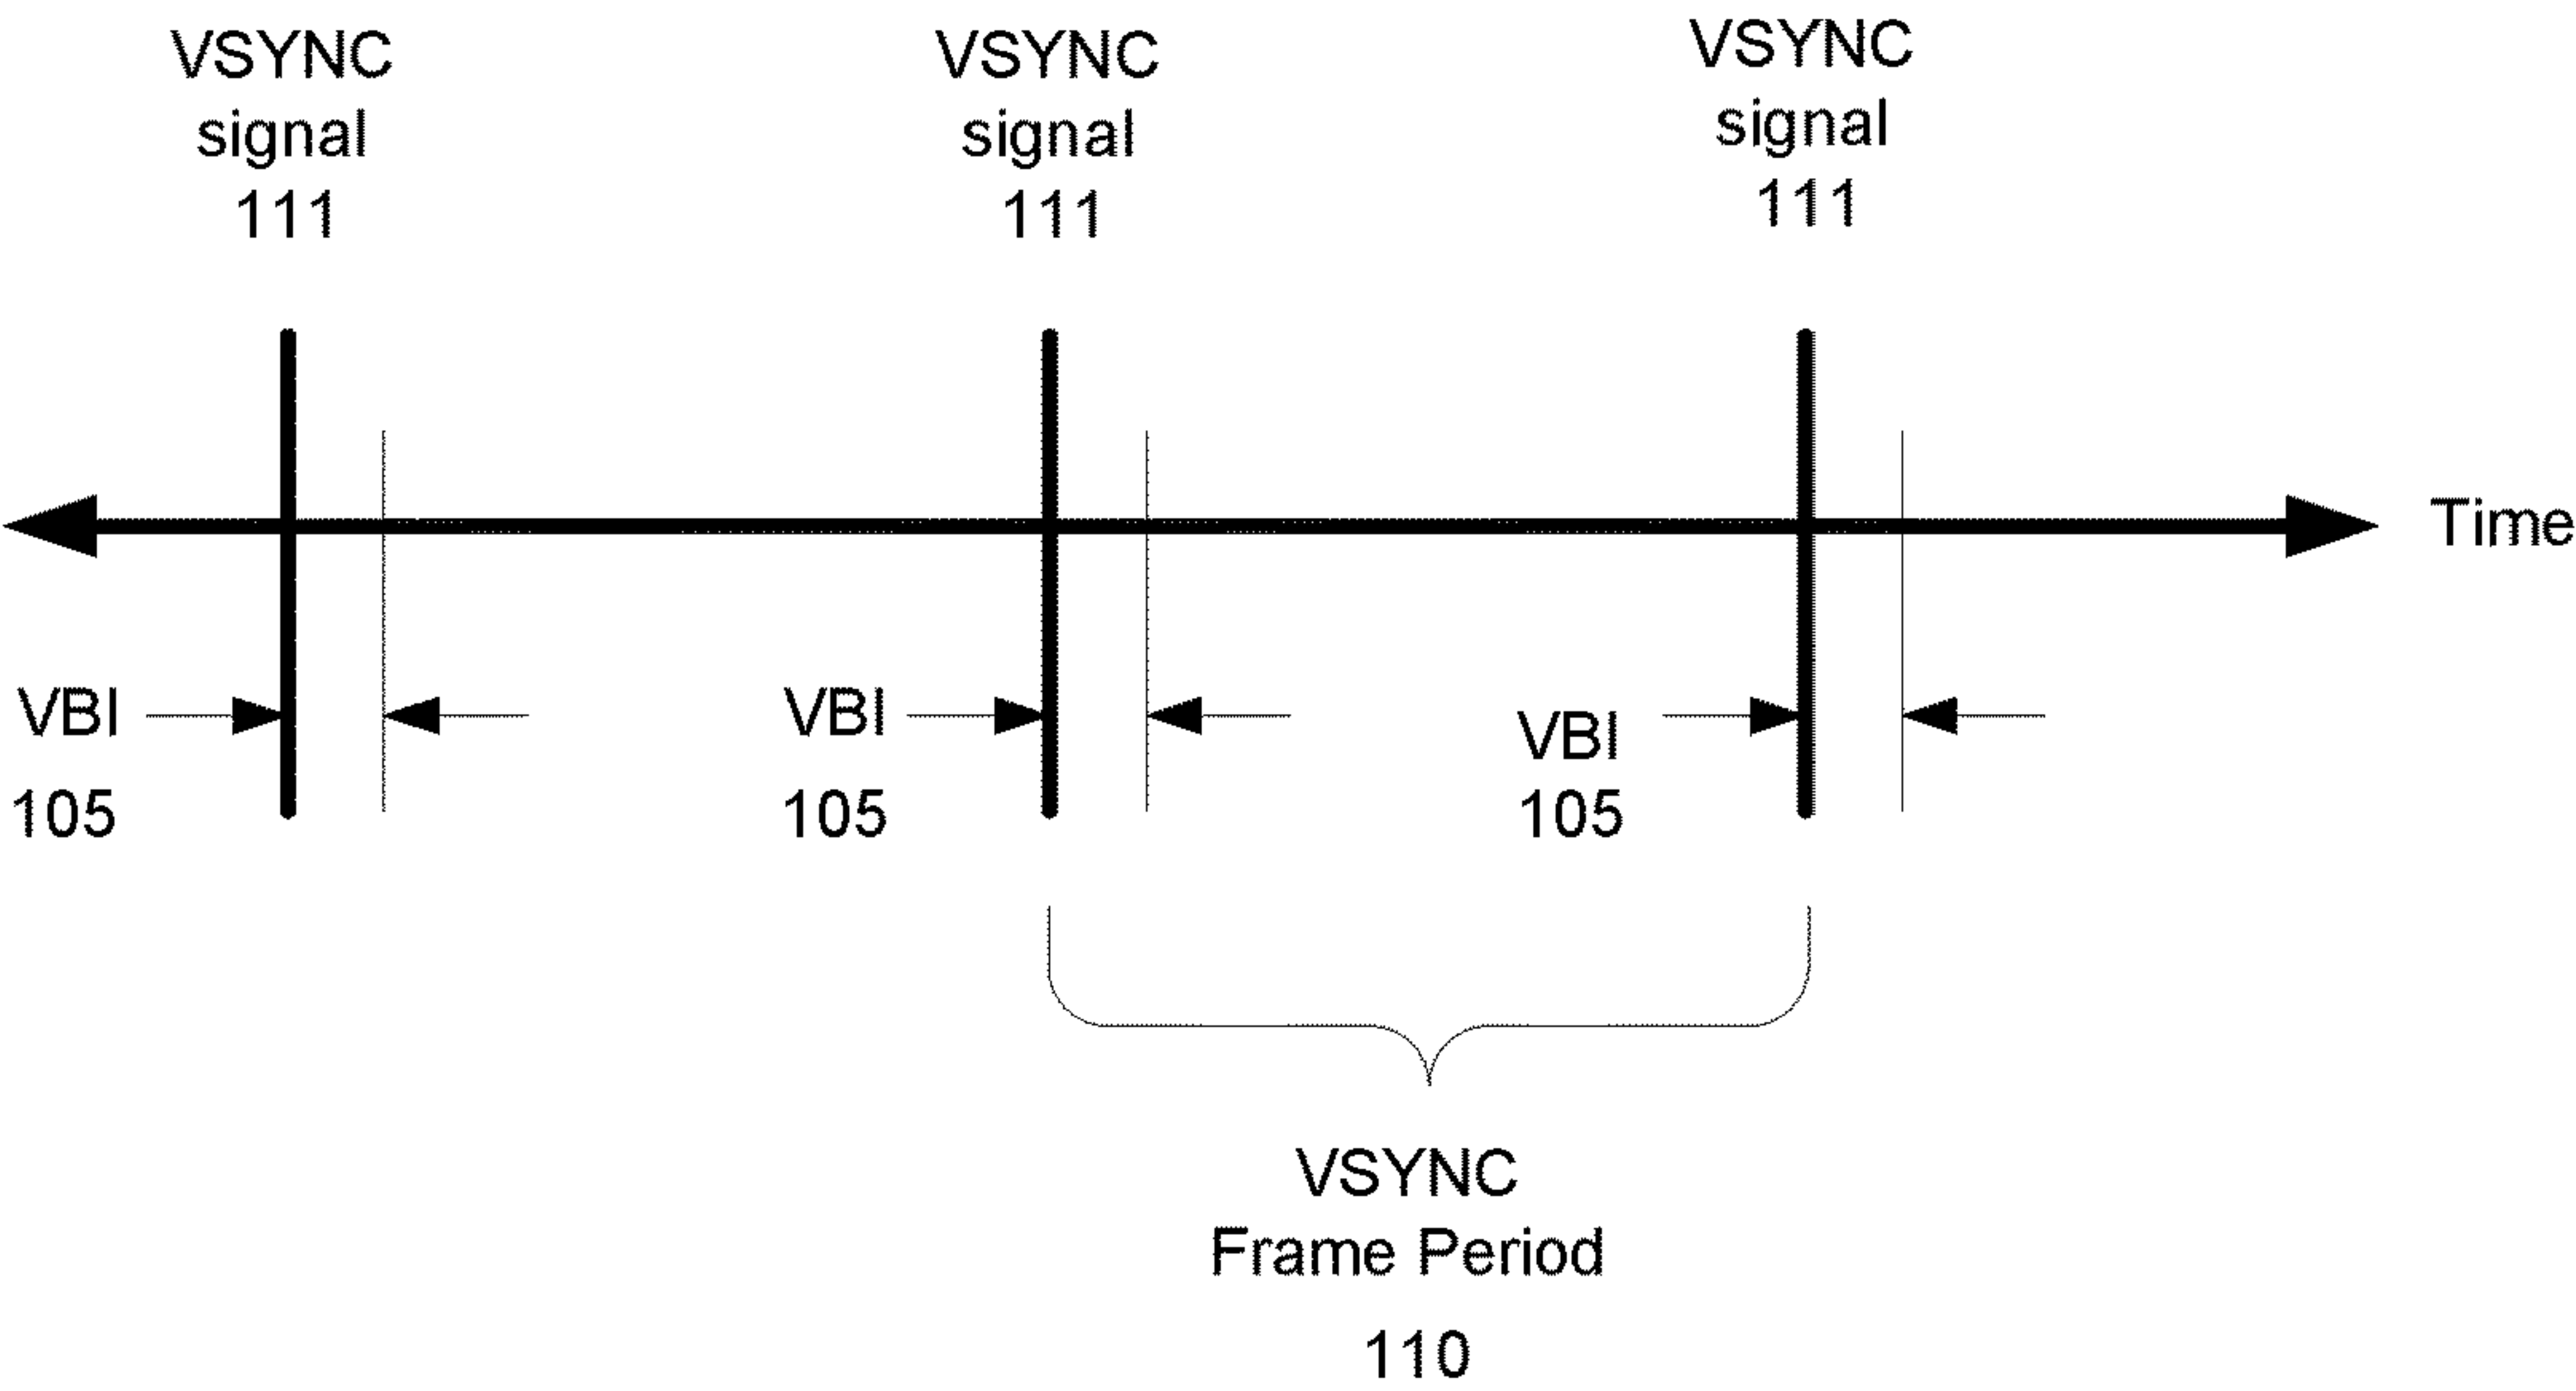 VSYNC
signal
111
VSYNC
signal
111
VSYNC
signal
111
Time
VBI
105
VBI
105
VBI
105
VSYNC
Frame Period
110